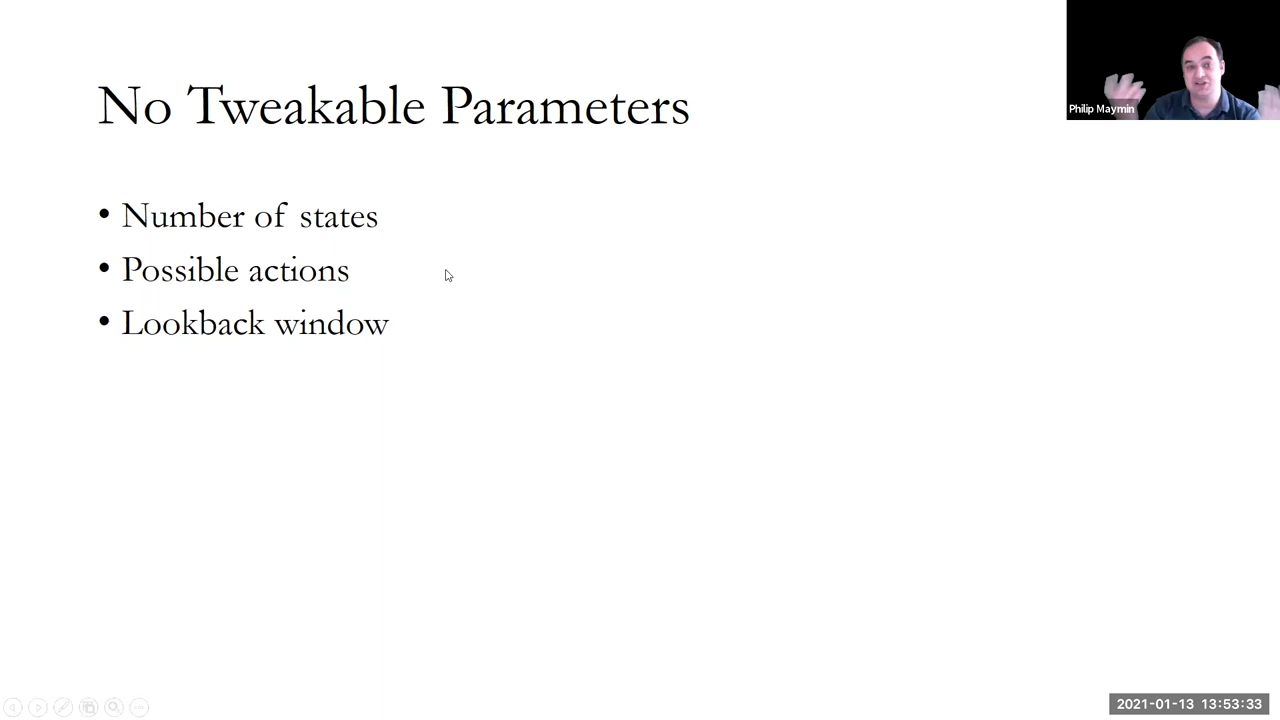 No Tweakable Parameters
• Number of states
• Possible actions
• Lookback window
Philip Maymin
2021-01-13 13:53:33